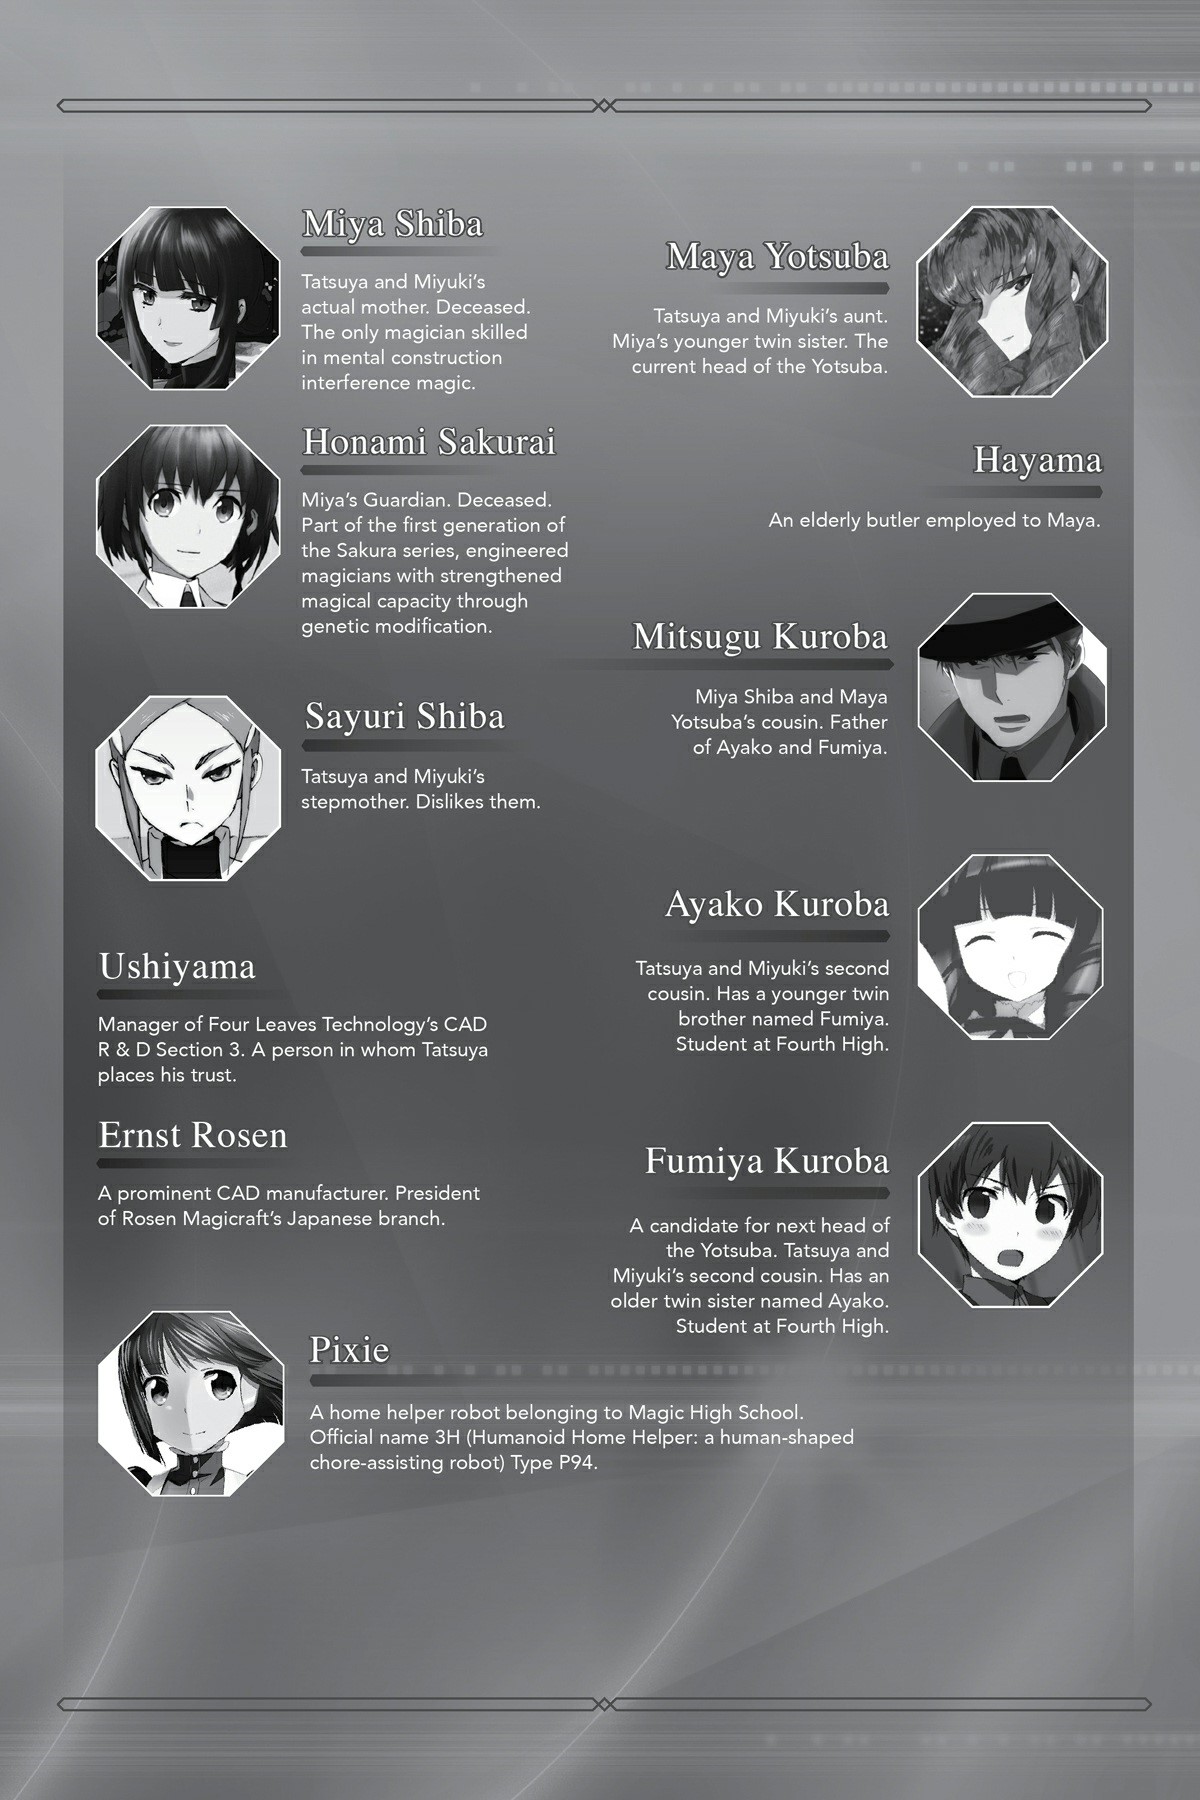 Miya Shiba
Tatsuya and Miyuki's
actual mother. Deceased.
The only magician skilled
in mental construction
interference magic.
Honami Sakurai
Miya's Guardian. Deceased.
Part of the first generation of
the Sakura series, engineered
magicians with strengthened
magical capacity through
genetic modification.
Sayuri Shiba
Tatsuya and Miyuki's
stepmother. Dislikes them.
Ushiyama
Manager of Four Leaves Technology's CAD
R & D Section 3. A person in whom Tatsuya
places his trust.
Ernst Rosen
A prominent CAD manufacturer. President
of Rosen Magicraft's Japanese branch.
Pixie
A home helper robot belonging to Magic High School.
Official name 3H (Humanoid Home Helper: a human-shaped
chore-assisting robot) Type P94.
Maya Yotsuba
Tatsuya and Miyuki's aunt.
Miya's younger twin sister. The
current head of the Yotsuba.
Hayama
An elderly butler employed to Maya.
Mitsugu Kuroba
Miya Shiba and Maya
Yotsuba's cousin. Father
of Ayako and Fumiya.
Ayako Kuroba
Tatsuya and Miyuki's second
cousin. Has a younger twin
brother named Fumiya.
Student at Fourth High.
Fumiya Kuroba
A candidate for next head of
the Yotsuba. Tatsuya and
Miyuki's second cousin. Has an
older twin sister named Ayako.
Student at Fourth High.